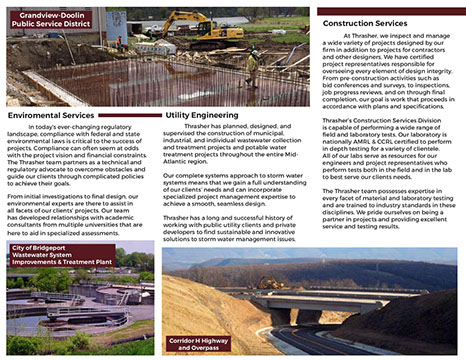 Grandview-Doolin
Public Service District
Enviromental Services
In today's ever-changing regulatory
landscape, compliance with federal and state
environmental laws is critical to the success of
projects. Compliance can often seem at odds
with the project vision and financial constraints.
The Thrasher team partners as a technical and
regulatory advocate to overcome obstacles and
guide our clients through complicated policies
to achieve their goals.
From initial investigations to final design, our
environmental experts are there to assist in
all facets of our clients' projects. Our team
has developed relationships with academic
consultants from multiple universities that are
here to aid in specialized assessments.
City of Bridgeport
Wastewater System
Improvements & Treatment Plant
Utility Engineering
Thrasher has planned, designed, and
supervised the construction of municipal,
industrial, and individual wastewater collection
and treatment projects and potable water
treatment projects throughout the entire Mid-
Atlantic region.
Our complete systems approach to storm water
systems means that we gain a full understanding
of our clients' needs and can incorporate
specialized project management expertise to
achieve a smooth, seamless design.
Thrasher has a long and successful history of
working with public utility clients and private
developers to find sustainable and innovative
solutions to storm water management issues.
Corridor H Highway
and Overpass
Construction Services
At Thrasher, we inspect and manage
a wide variety of projects designed by our
firm in addition to projects for contractors
and other designers. We have certified
project representatives responsible for
overseeing every element of design integrity.
From pre-construction activities such as
bid conferences and surveys, to inspections,
job progress reviews, and on through final
completion, our goal is work that proceeds in
accordance with plans and specifications.
Thrasher's Construction Services Division
is capable of performing a wide range of
field and laboratory tests. Our laboratory is
nationally AMRL & CCRL certified to perform
in depth testing for a variety of clientele.
All of our labs serve as resources for our
engineers and project representatives who
perform tests both in the field and in the lab
to best serve our clients needs.
The Thrasher team possesses expertise in
every facet of material and laboratory testing
and are trained to industry standards in these
disciplines. We pride ourselves on being a
partner in projects and providing excellent
service and testing results.